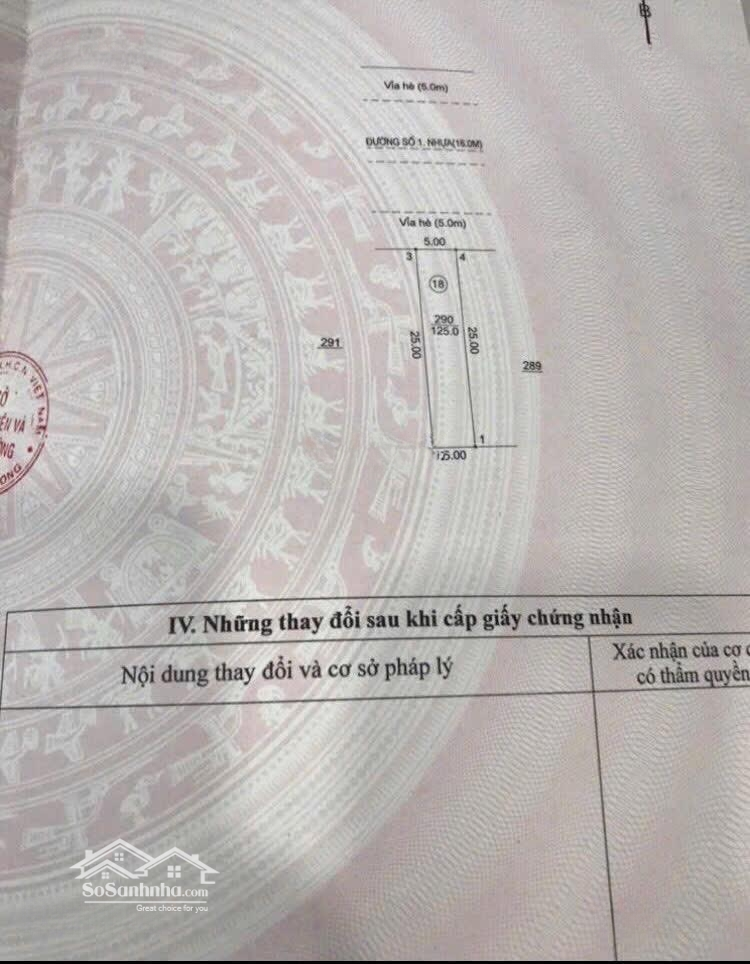 B
Vỉa hè (5.0m)
ĐƯỜNG SỐ 1. NHỰA(16.0M)
Vỉa hè (5.0m)
5.00
3
4
18
290
125.0
25.00
25.00
291
289
1
5.00
IV. Những thay đổi sau khi cấp giấy chứng nhận
Nội dung thay đổi và cơ sở pháp lý
Xác nhận của cơ
có thẩm quyền
SoSanhnha.com
Great choice for you